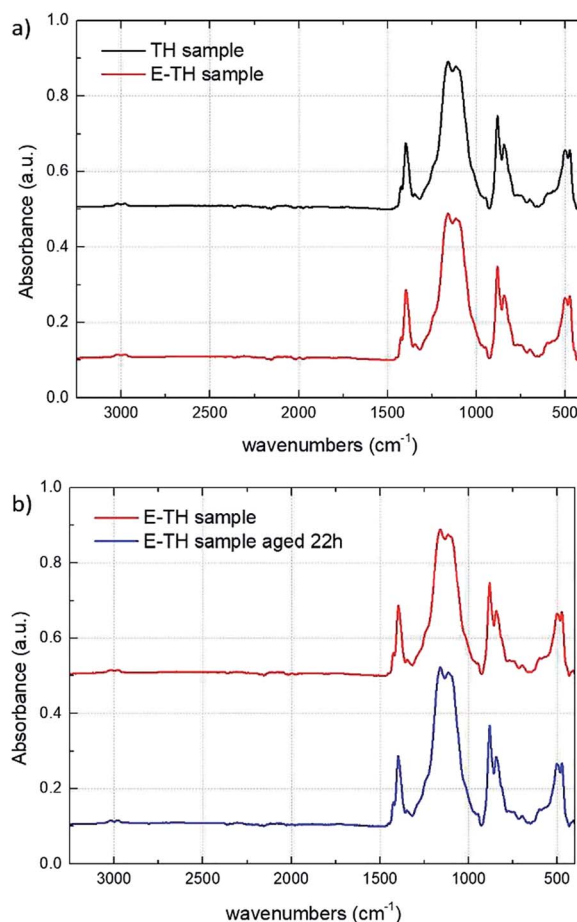 a)
TH sample
E-TH sample
1.0
0.8
0.6
0.4
0.2
0.0
Absorbance (a.u.)
3000 2500 2000 1500 1000 500
wavenumbers (cm⁻¹)
b)
E-TH sample
E-TH sample aged 22h
1.0
0.8
0.6
0.4
0.2
0.0
Absorbance (a.u.)
3000 2500 2000 1500 1000 500
wavenumbers (cm⁻¹)